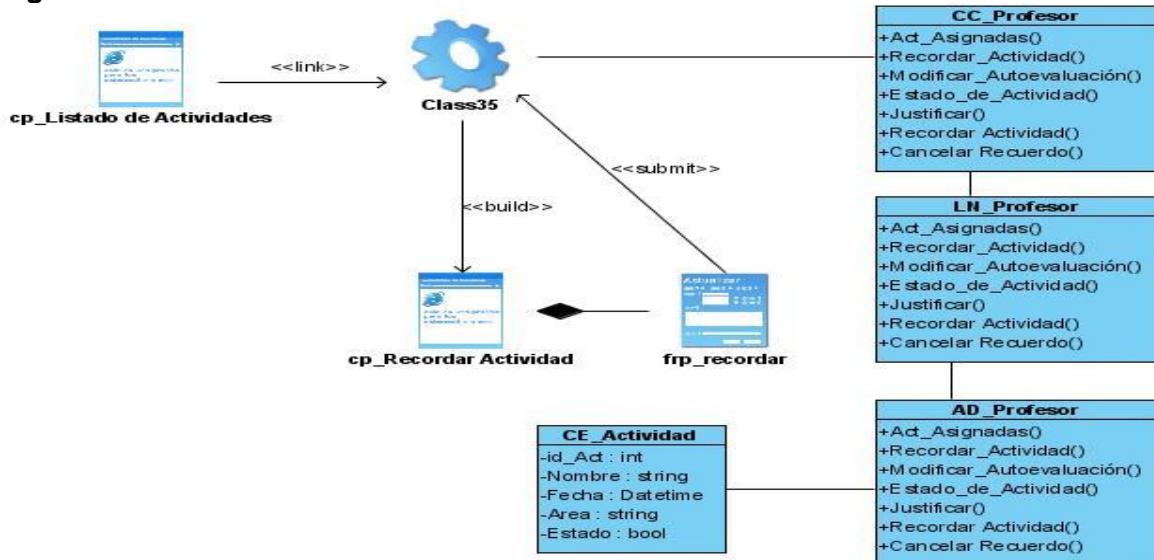 CC_Profesor
+Act_Asignadas()
+Recordar_Actividad()
+Modificar_Autoevaluación()
+Estado_de_Actividad()
+Justificar()
+Recordar Actividad()
+Cancelar Recuerdo()
<<link>>
cp_Listado de Actividades
Class35
<<submit>>
<<build>>
LN_Profesor
+Act_Asignadas()
+Recordar_Actividad()
+Modificar_Autoevaluación()
+Estado_de_Actividad()
+Justificar()
+Recordar Actividad()
+Cancelar Recuerdo()
Actualizar
cp_Recordar Actividad
frp_recordar
AD_Profesor
+Act_Asignadas()
+Recordar_Actividad()
+Modificar_Autoevaluación()
+Estado_de_Actividad()
+Justificar()
+Recordar Actividad()
+Cancelar Recuerdo()
CE_Actividad
-id_Act : int
-Nombre : string
-Fecha : Datetime
-Area : string
-Estado : bool